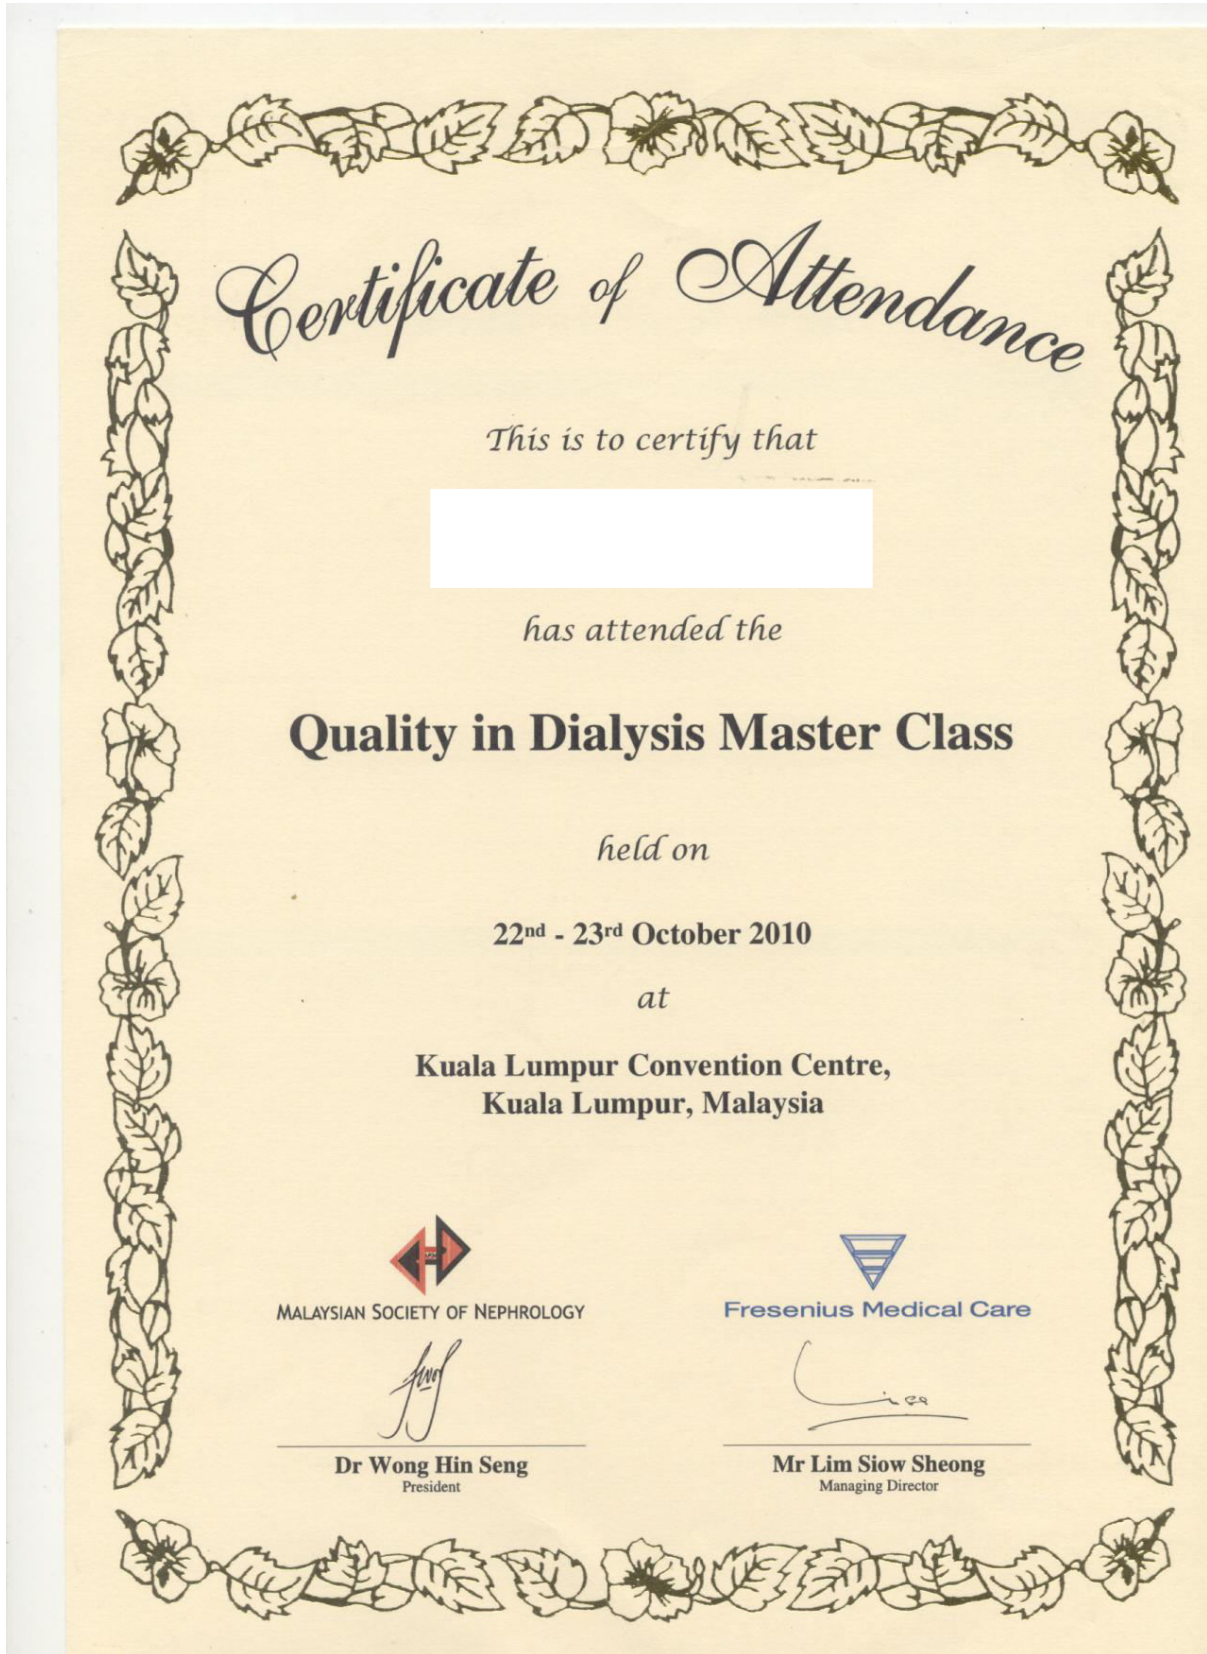 Certificate of Attendance
This is to certify that
has attended the
Quality in Dialysis Master Class
held on
22nd - 23rd October 2010
at
Kuala Lumpur Convention Centre,
Kuala Lumpur, Malaysia
MALAYSIAN SOCIETY OF NEPHROLOGY
Fresenius Medical Care
Dr Wong Hin Seng
President
Mr Lim Siow Sheong
Managing Director